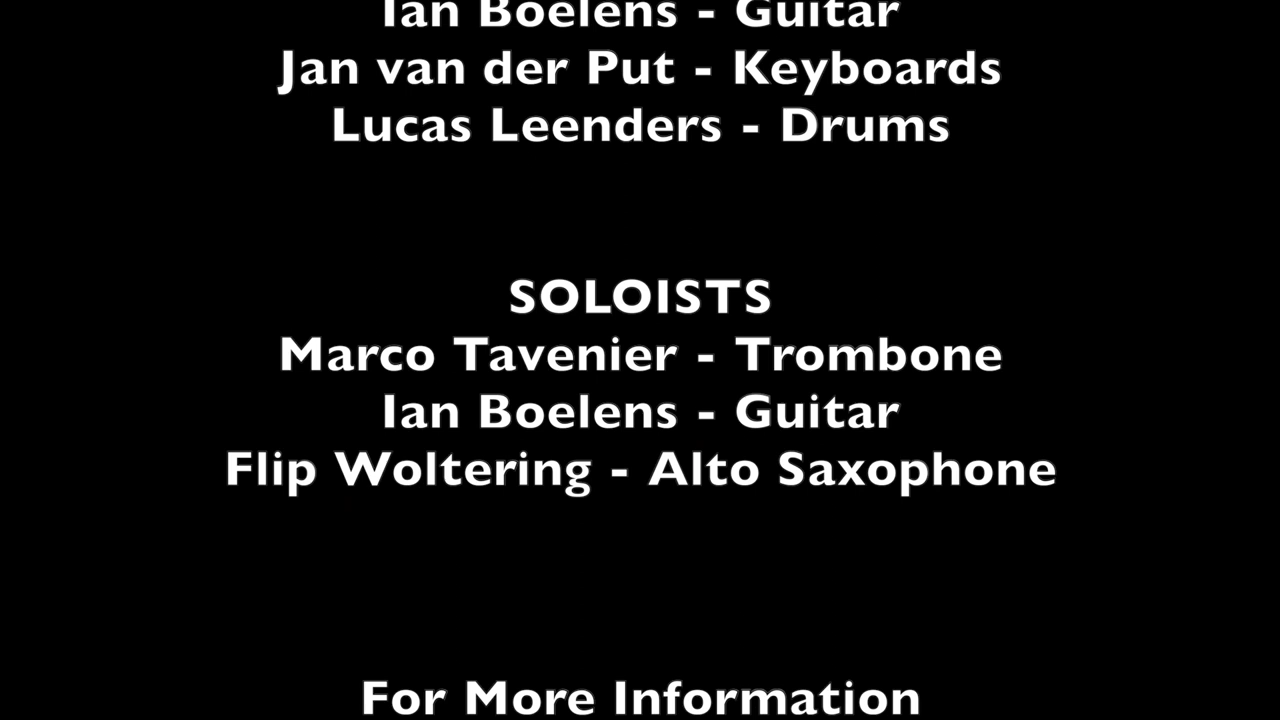 Ian Boelens - Guitar
Jan van der Put - Keyboards
Lucas Leenders - Drums
SOLOISTS
Marco Tavenier - Trombone
Ian Boelens - Guitar
Flip Woltering - Alto Saxophone
For More Information